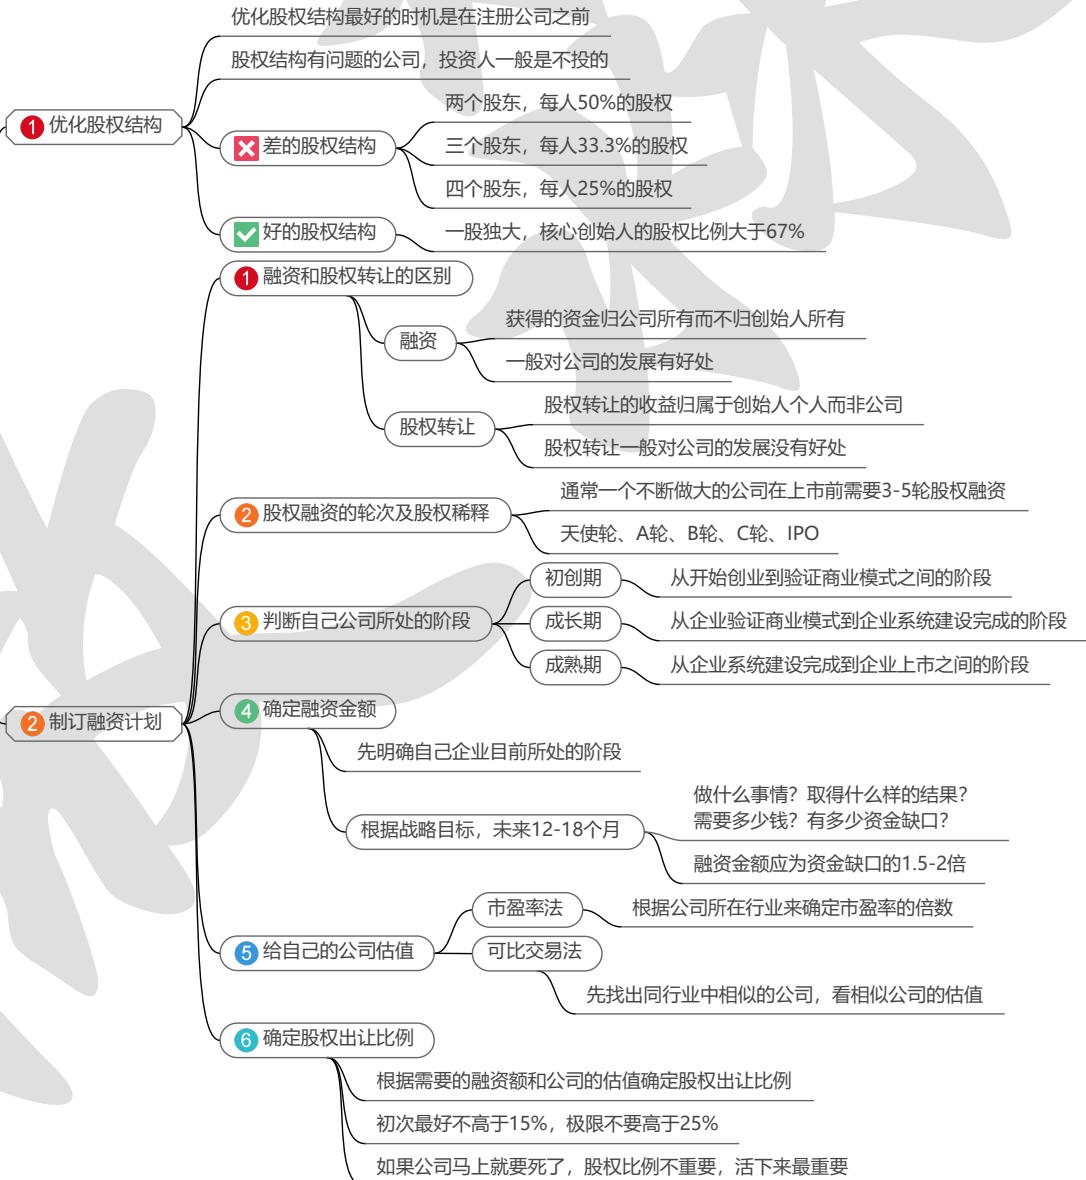 优化股权结构最好的时机是在注册公司之前
股权结构有问题的公司，投资人一般是不投的
1 优化股权结构
差的股权结构
两个股东，每人50%的股权
三个股东，每人33.3%的股权
四个股东，每人25%的股权
好的股权结构
一股独大，核心创始人的股权比例大于67%
1 融资和股权转让的区别
融资
获得的资金归公司所有而不归创始人所有
一般对公司的发展有好处
股权转让
股权转让的收益归属于创始人个人而非公司
股权转让一般对公司的发展没有好处
2 股权融资的轮次及股权稀释
通常一个不断做大的公司在上市前需要3-5轮股权融资
天使轮、A轮、B轮、C轮、IPO
3 判断自己公司所处的阶段
初创期
从开始创业到验证商业模式之间的阶段
成长期
从企业验证商业模式到企业系统建设完成的阶段
成熟期
从企业系统建设完成到企业上市之间的阶段
2 制订融资计划
4 确定融资金额
先明确自己企业目前所处的阶段
根据战略目标，未来12-18个月
做什么事情？取得什么样的结果？
需要多少钱？有多少资金缺口？
融资金额应为资金缺口的1.5-2倍
5 给自己的公司估值
市盈率法
根据公司所在行业来确定市盈率的倍数
可比交易法
先找出同行业中相似的公司，看相似公司的估值
6 确定股权出让比例
根据需要的融资额和公司的估值确定股权出让比例
初次最好不高于15%，极限不要高于25%
如果公司马上就要死了，股权比例不重要，活下来最重要